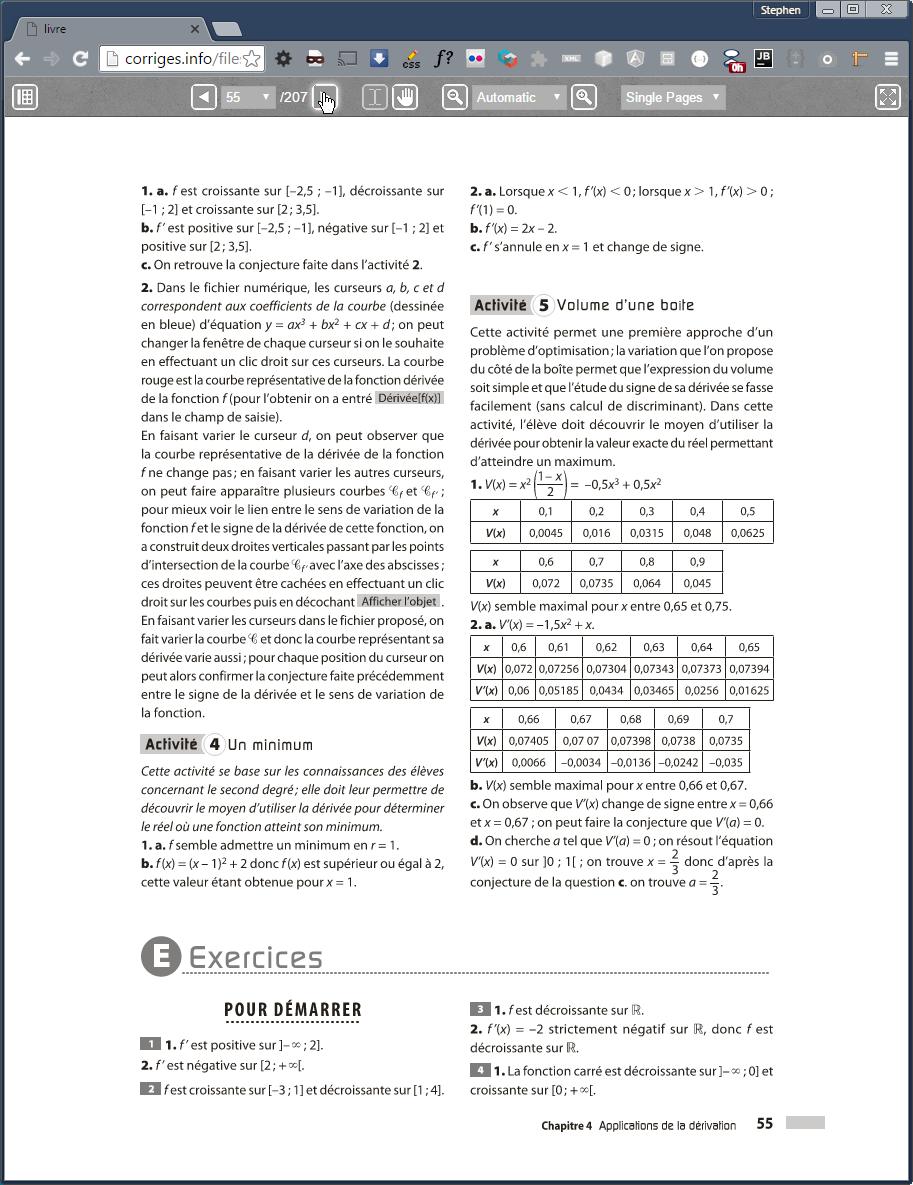 Stephen
livre
corriges.info/file:
css
f?
XML
0h
JB
55
/207
Automatic
Single Pages
1. a. f est croissante sur [–2,5 ; –1], décroissante sur
[–1 ; 2] et croissante sur [2 ; 3,5].
b. f ′ est positive sur [–2,5 ; –1], négative sur [–1 ; 2] et
positive sur [2 ; 3,5].
c. On retrouve la conjecture faite dans l’activité 2.
2. Dans le fichier numérique, les curseurs a, b, c et d
correspondent aux coefficients de la courbe (dessinée
en bleue) d’équation y = ax³ + bx² + cx + d ; on peut
changer la fenêtre de chaque curseur si on le souhaite
en effectuant un clic droit sur ces curseurs. La courbe
rouge est la courbe représentative de la fonction dérivée
de la fonction f (pour l’obtenir on a entré Dérivée[f(x)]
dans le champ de saisie).
En faisant varier le curseur d, on peut observer que
la courbe représentative de la dérivée de la fonction
f ne change pas ; en faisant varier les autres curseurs,
on peut faire apparaître plusieurs courbes 𝒞f et 𝒞f′ ;
pour mieux voir le lien entre le sens de variation de la
fonction f et le signe de la dérivée de cette fonction, on
a construit deux droites verticales passant par les points
d’intersection de la courbe 𝒞f′ avec l’axe des abscisses ;
ces droites peuvent être cachées en effectuant un clic
droit sur les courbes puis en décochant Afficher l’objet .
En faisant varier les curseurs dans le fichier proposé, on
fait varier la courbe 𝒞 et donc la courbe représentant sa
dérivée varie aussi ; pour chaque position du curseur on
peut alors confirmer la conjecture faite précédemment
entre le signe de la dérivée et le sens de variation de
la fonction.
Activité 4 Un minimum
Cette activité se base sur les connaissances des élèves
concernant le second degré ; elle doit leur permettre de
découvrir le moyen d’utiliser la dérivée pour déterminer
le réel où une fonction atteint son minimum.
1. a. f semble admettre un minimum en r = 1.
b. f (x) = (x – 1)² + 2 donc f (x) est supérieur ou égal à 2,
cette valeur étant obtenue pour x = 1.
2. a. Lorsque x < 1, f ′(x) < 0 ; lorsque x > 1, f ′(x) > 0 ;
f ′(1) = 0.
b. f ′(x) = 2x – 2.
c. f ′ s’annule en x = 1 et change de signe.
Activité 5 Volume d’une boîte
Cette activité permet une première approche d’un
problème d’optimisation ; la variation que l’on propose
du côté de la boîte permet que l’expression du volume
soit simple et que l’étude du signe de sa dérivée se fasse
facilement (sans calcul de discriminant). Dans cette
activité, l’élève doit découvrir le moyen d’utiliser la
dérivée pour obtenir la valeur exacte du réel permettant
d’atteindre un maximum.
1. V(x) = x² (1 – x / 2) = –0,5x³ + 0,5x²
x 0,1 0,2 0,3 0,4 0,5
V(x) 0,0045 0,016 0,0315 0,048 0,0625
x 0,6 0,7 0,8 0,9
V(x) 0,072 0,0735 0,064 0,045
V(x) semble maximal pour x entre 0,65 et 0,75.
2. a. V′(x) = –1,5x² + x.
x 0,6 0,61 0,62 0,63 0,64 0,65
V(x) 0,072 0,07256 0,07304 0,07343 0,07373 0,07394
V′(x) 0,06 0,05185 0,0434 0,03465 0,0256 0,01625
x 0,66 0,67 0,68 0,69 0,7
V(x) 0,07405 0,07 07 0,07398 0,0738 0,0735
V′(x) 0,0066 –0,0034 –0,0136 –0,0242 –0,035
b. V(x) semble maximal pour x entre 0,66 et 0,67.
c. On observe que V′(x) change de signe entre x = 0,66
et x = 0,67 ; on peut faire la conjecture que V′(a) = 0.
d. On cherche a tel que V′(a) = 0 ; on résout l’équation
V′(x) = 0 sur ]0 ; 1[ ; on trouve x = 2/3 donc d’après la
conjecture de la question c. on trouve a = 2/3.
E Exercices
POUR DÉMARRER
1 1. f ′ est positive sur ]– ∞ ; 2].
2. f ′ est négative sur [2 ; + ∞[.
2 f est croissante sur [–3 ; 1] et décroissante sur [1 ; 4].
3 1. f est décroissante sur ℝ.
2. f ′(x) = –2 strictement négatif sur ℝ, donc f est
décroissante sur ℝ.
4 1. La fonction carré est décroissante sur ]– ∞ ; 0] et
croissante sur [0 ; + ∞[.
Chapitre 4 Applications de la dérivation 55